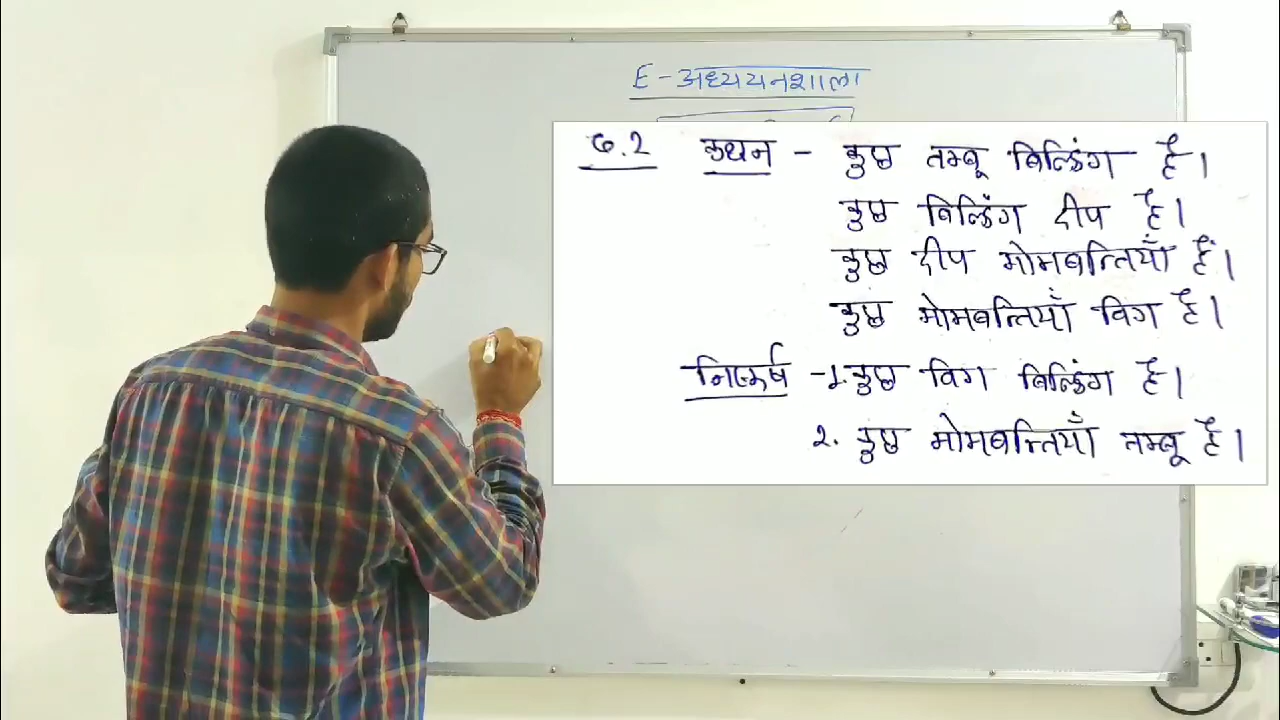 E-अध्ययनशाला
Q.2 कथन - कुछ तम्बू बिल्डिंग है।
कुछ बिल्डिंग दीप है।
कुछ दीप मोमबत्तियाँ हैं।
कुछ मोमबत्तियाँ विग है।
निष्कर्ष -1. कुछ विग बिल्डिंग है।
2. कुछ मोमबत्तियाँ तम्बू है।